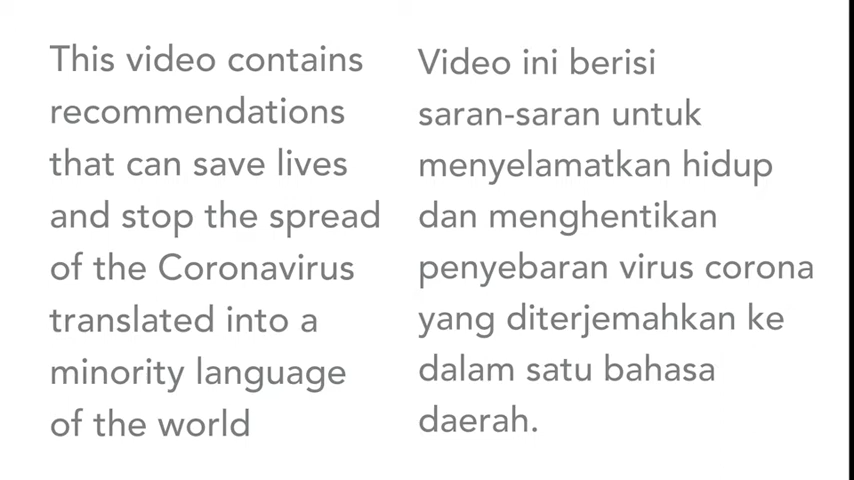 This video contains
recommendations
that can save lives
and stop the spread
of the Coronavirus
translated into a
minority language
of the world
Video ini berisi
saran-saran untuk
menyelamatkan hidup
dan menghentikan
penyebaran virus corona
yang diterjemahkan ke
dalam satu bahasa
daerah.